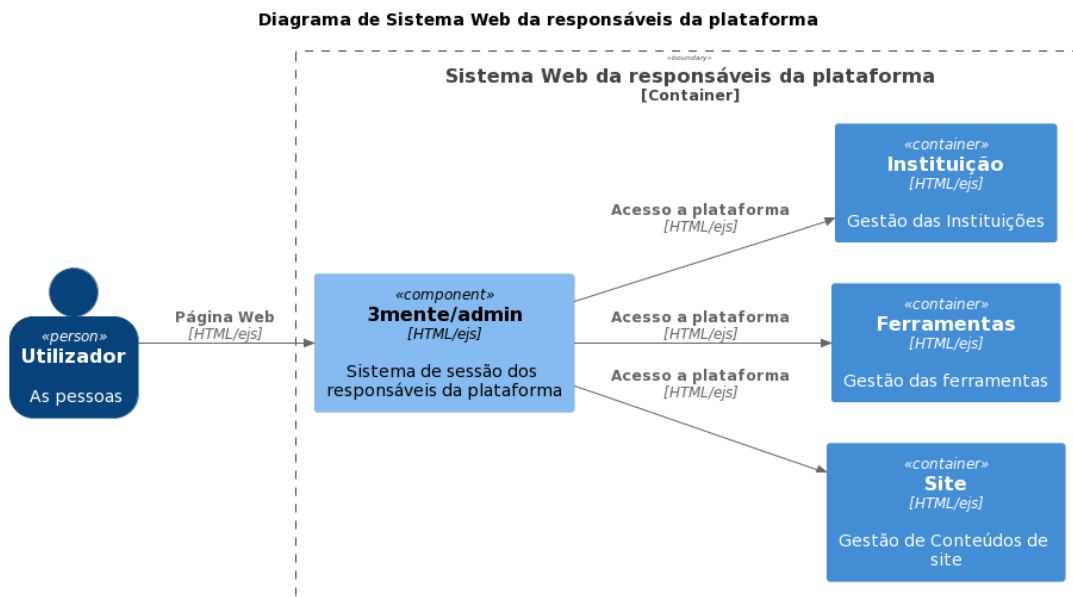 Diagrama de Sistema Web da responsáveis da plataforma
«boundary»
Sistema Web da responsáveis da plataforma
[Container]
«person»
Utilizador
As pessoas
Página Web
[HTML/ejs]
«component»
3mente/admin
[HTML/ejs]
Sistema de sessão dos
responsáveis da plataforma
Acesso a plataforma
[HTML/ejs]
Acesso a plataforma
[HTML/ejs]
Acesso a plataforma
[HTML/ejs]
«container»
Instituição
[HTML/ejs]
Gestão das Instituições
«container»
Ferramentas
[HTML/ejs]
Gestão das ferramentas
«container»
Site
[HTML/ejs]
Gestão de Conteúdos de
site